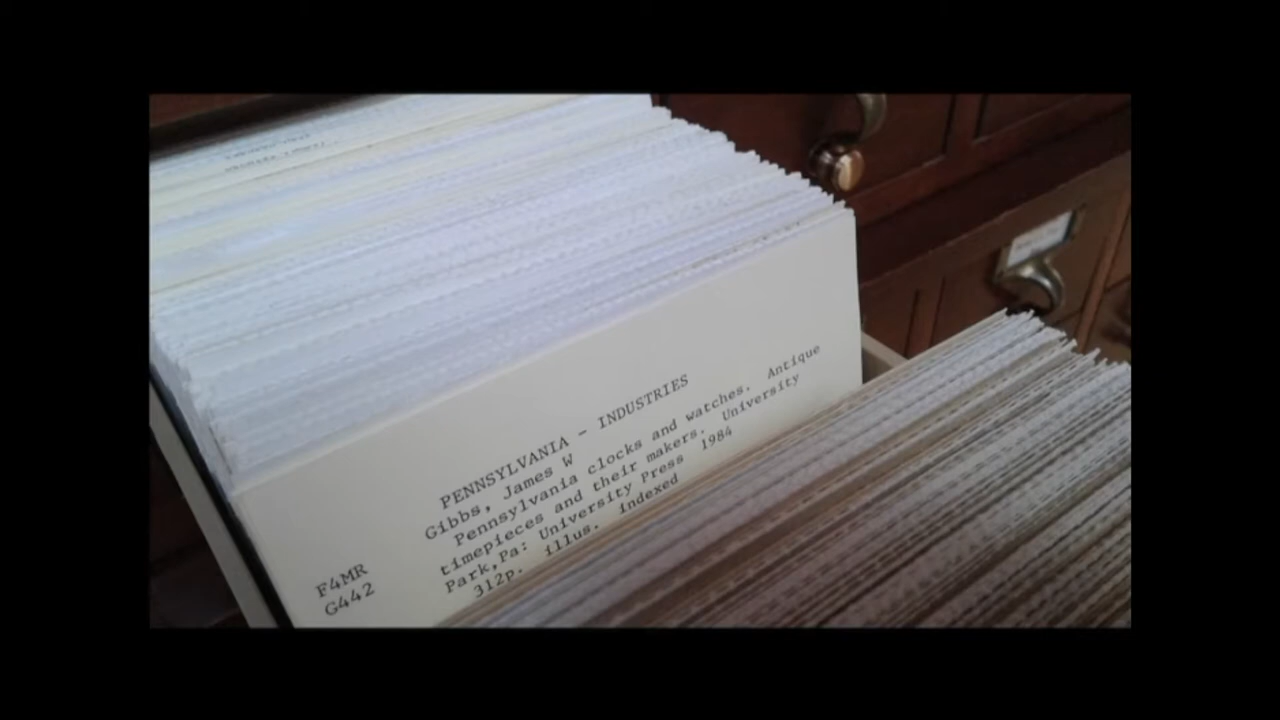 PENNSYLVANIA - INDUSTRIES
Gibbs, James W
Pennsylvania clocks and watches. Antique
timepieces and their makers. University
Park,Pa: University Press 1984
312p. illus. indexed
F4MR
G442